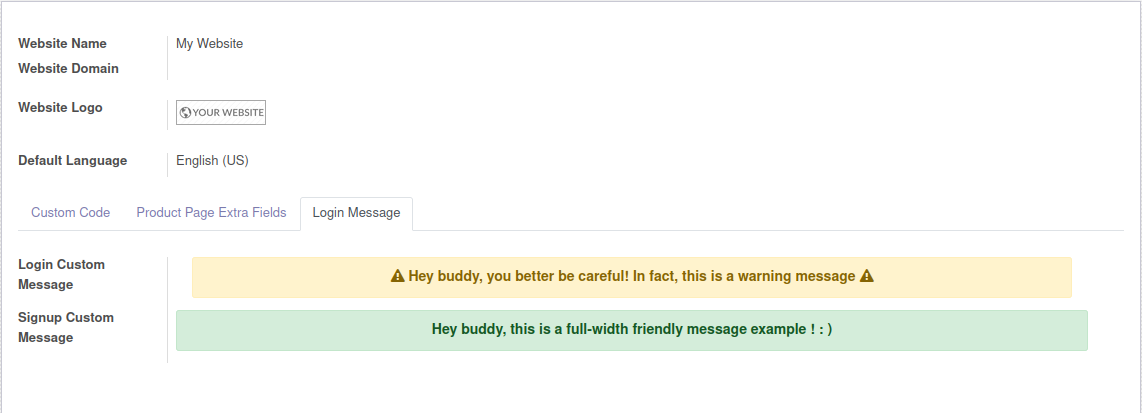 Website Name My Website
Website Domain
Website Logo YOUR WEBSITE
Default Language English (US)
Custom Code Product Page Extra Fields Login Message
Login Custom Message
Hey buddy, you better be careful! In fact, this is a warning message
Signup Custom Message
Hey buddy, this is a full-width friendly message example ! : )